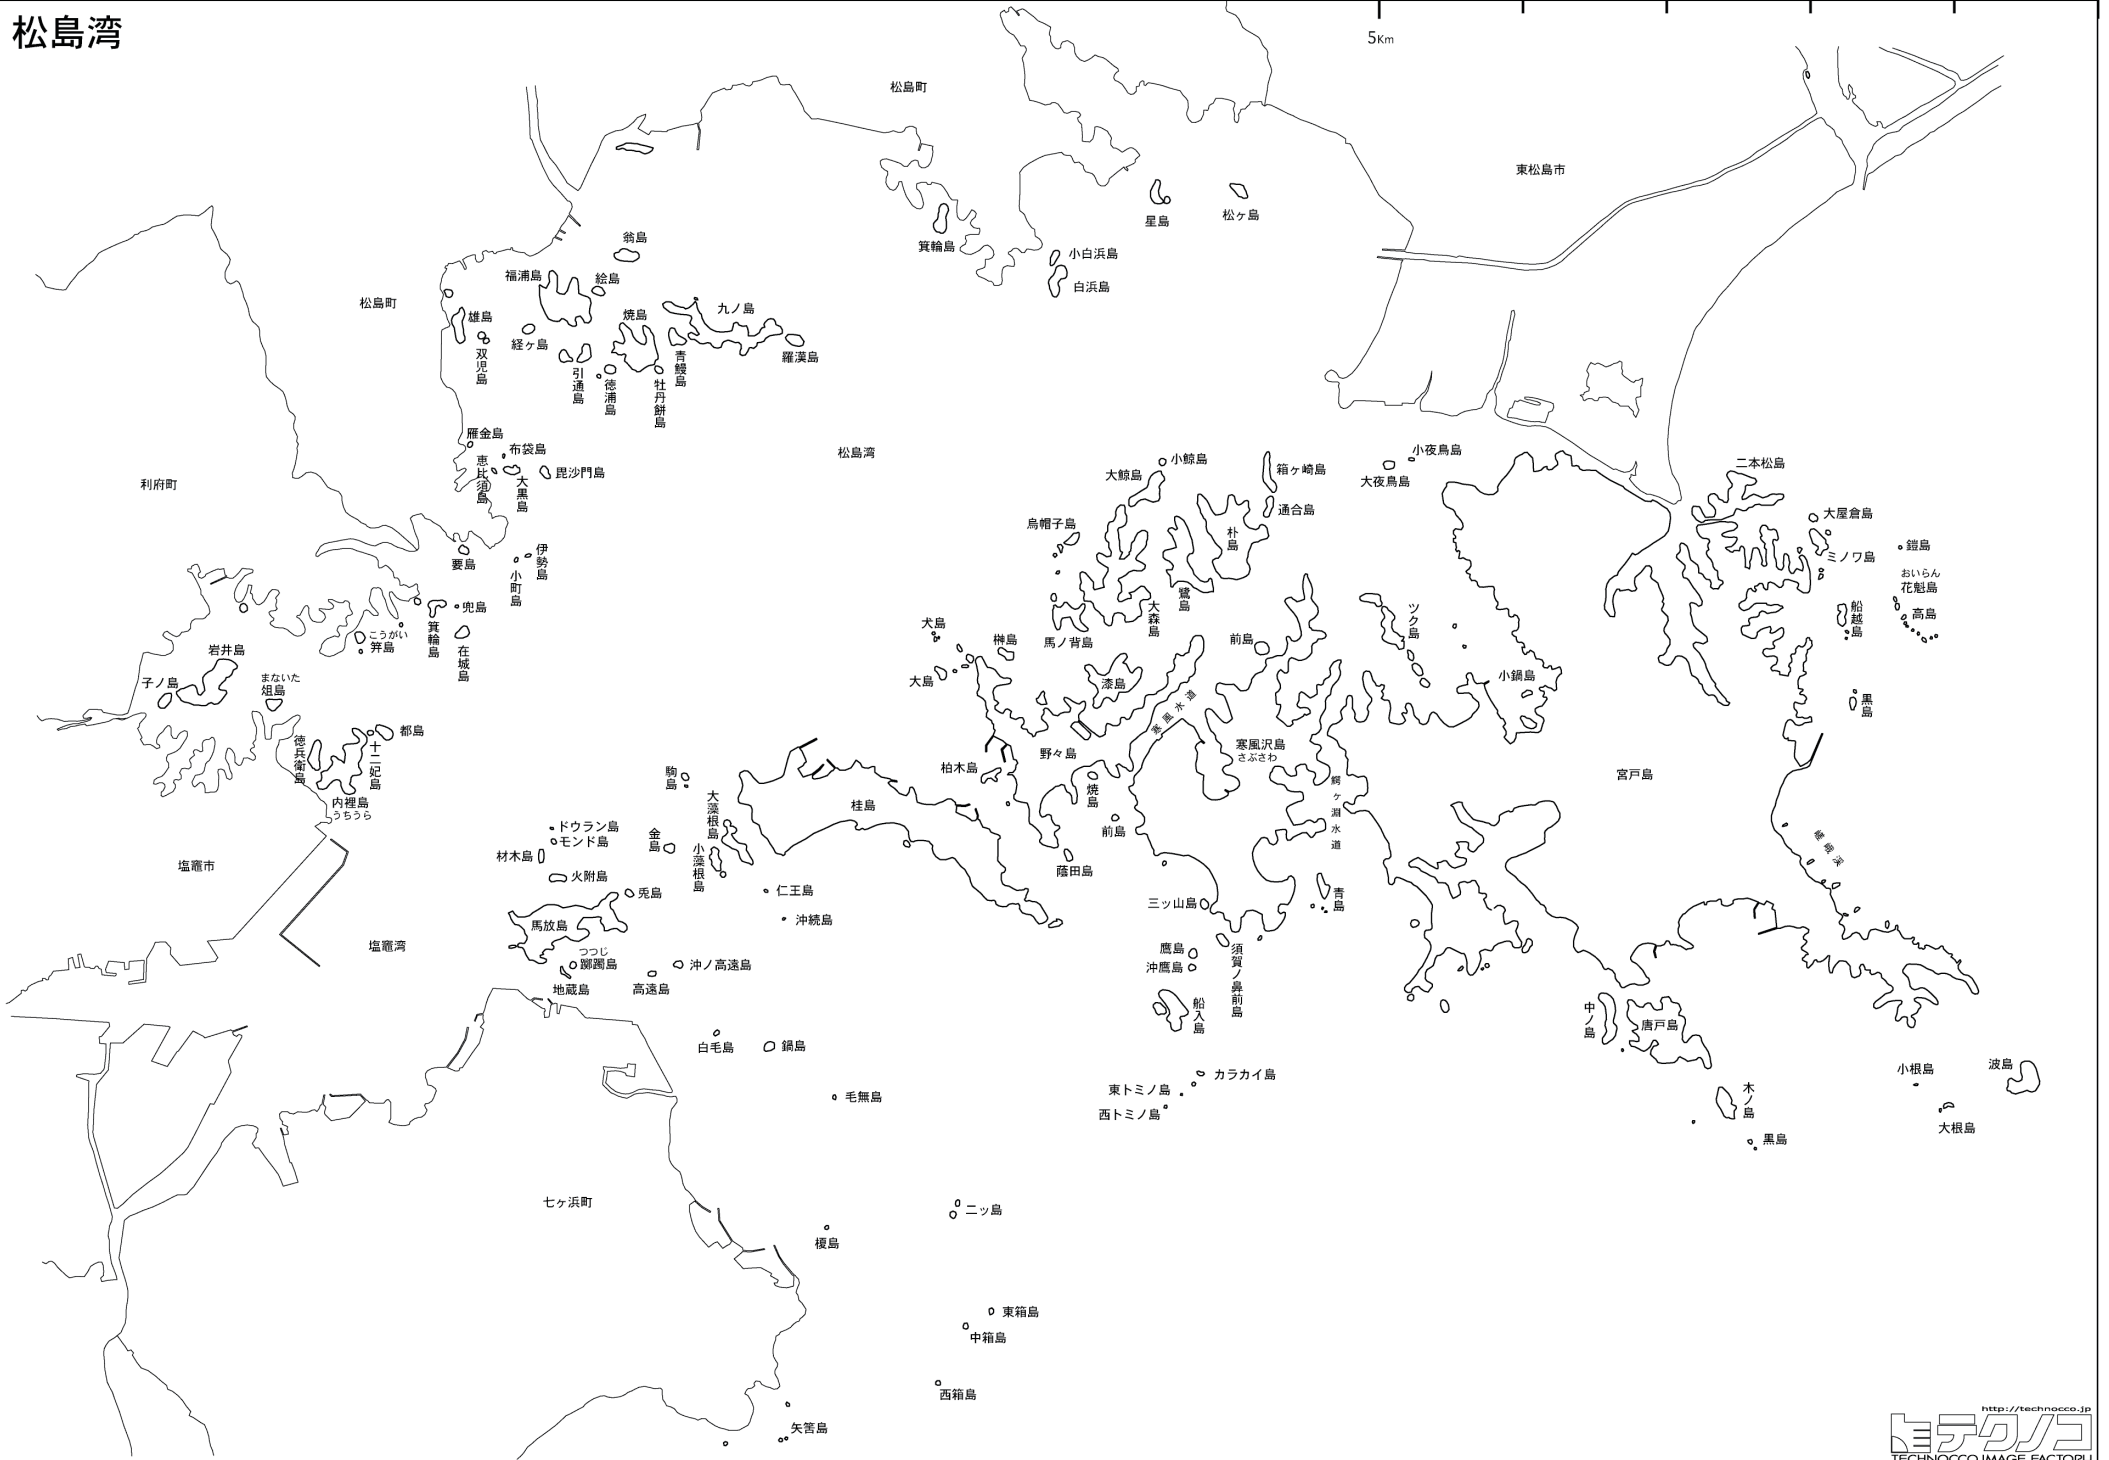 松島湾
5Km
松島町
東松島市
星島
松ヶ島
箕輪島
小白浜島
白浜島
翁島
福浦島
絵島
松島町
雄島
焼島
九ノ島
経ヶ島
双児島
羅漢島
青鰻島
引通島
徳浦島
牡丹餅島
雁金島
布袋島
恵比須島
毘沙門島
大黒島
松島湾
利府町
小鯨島
大鯨島
箱ヶ崎島
通合島
小夜鳥島
大夜鳥島
二本松島
大屋倉島
鎧島
ミノワ島
おいらん
花魁島
高島
船越島
黒島
烏帽子島
朴島
鷺島
大森島
馬ノ背島
要島
伊勢島
小町島
兜島
箕輪島
在城島
こうがい
笄島
岩井島
子ノ島
まないた
俎島
都島
徳兵衛島
十二妃島
内裡島
うちうら
犬島
榊島
大島
漆島
前島
ツク島
小鍋島
寒風水道
寒風沢島
さぶさわ
野々島
柏木島
鰐ヶ淵水道
宮戸島
嵯峨渓
駒島
大藻根島
桂島
焼島
前島
金島
小藻根島
ドウラン島
モンド島
材木島
火附島
兎島
仁王島
沖続島
蔭田島
三ッ山島
青島
塩竈市
塩竈湾
馬放島
つつじ
躑躅島
地蔵島
沖ノ高遠島
高遠島
鷹島
沖鷹島
須賀ノ鼻前島
船入島
中ノ島
唐戸島
白毛島
鍋島
毛無島
カラカイ島
東トミノ島
西トミノ島
木ノ島
黒島
小根島
波島
大根島
七ヶ浜町
二ッ島
榎島
東箱島
中箱島
西箱島
矢筈島
http://technocco.jp
テクノコ
TECHNOCCO IMAGE FACTORY